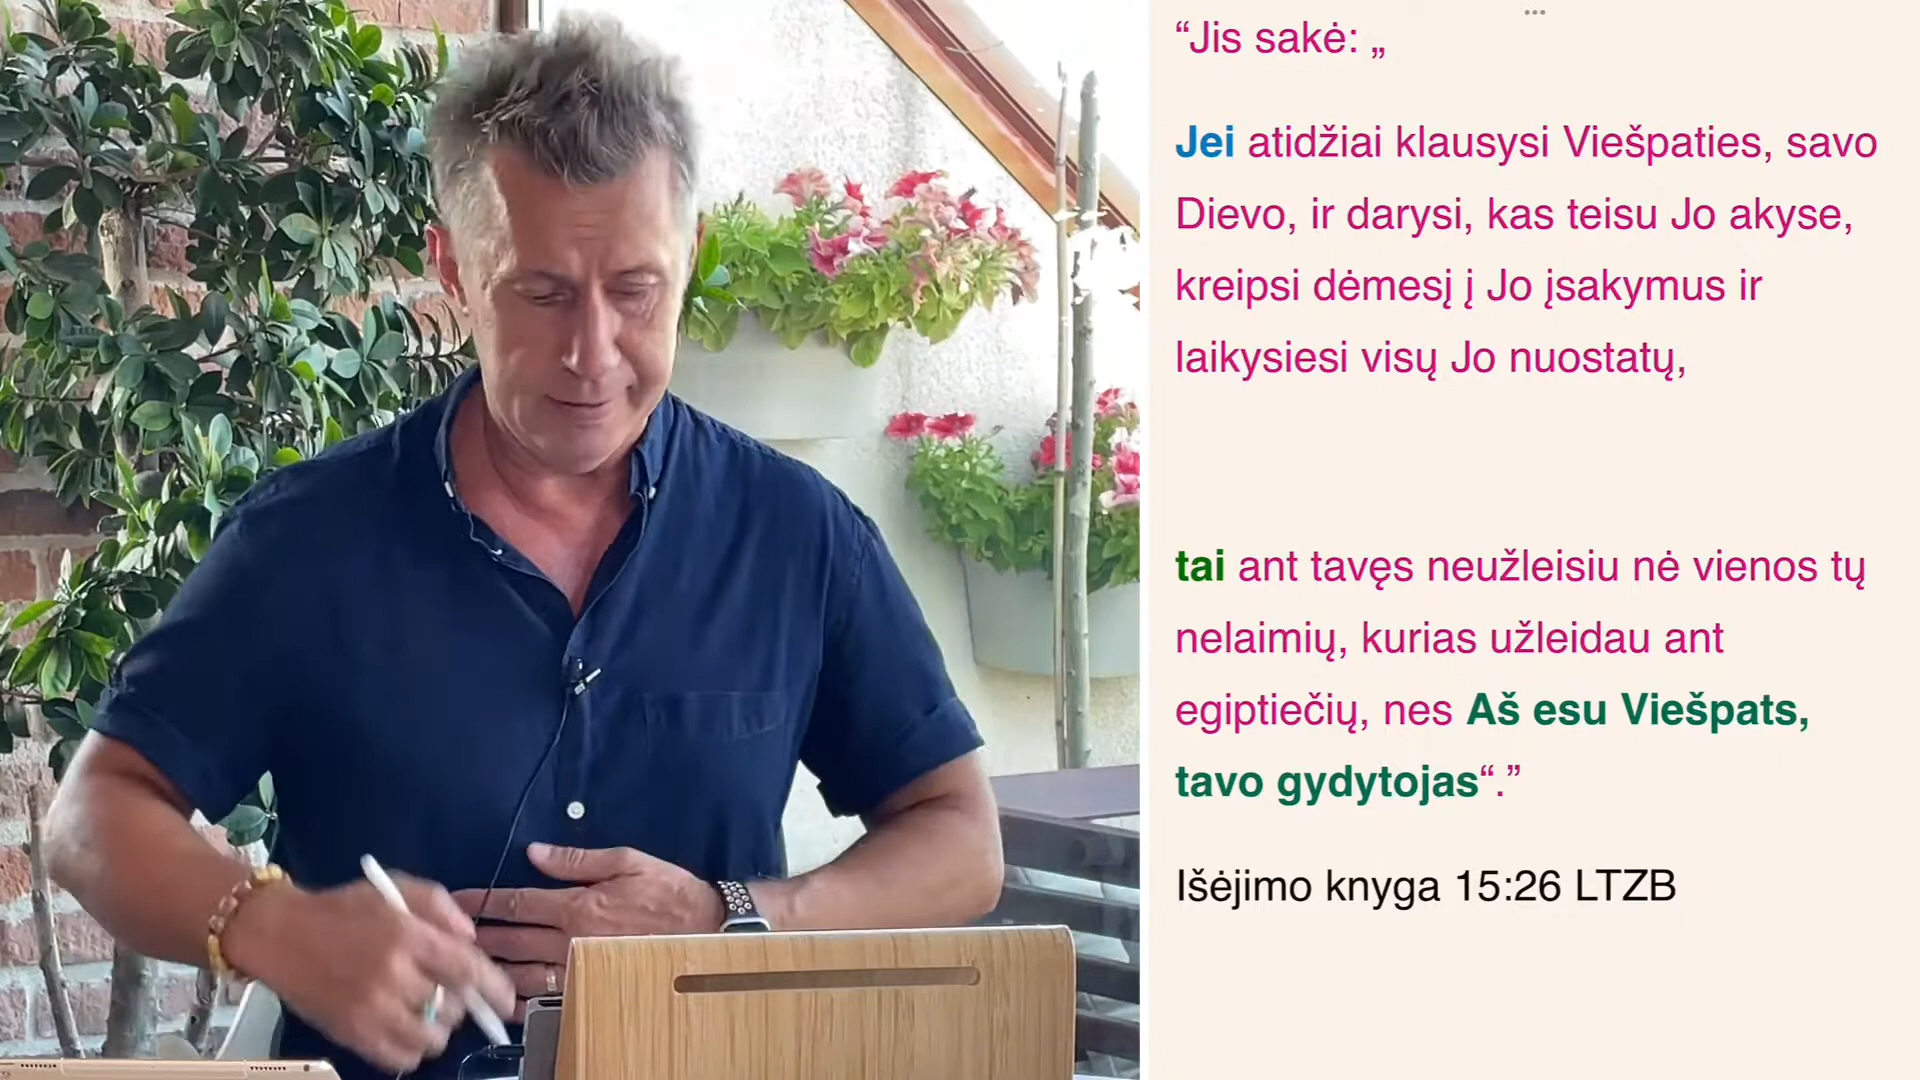 “Jis sakė: „
Jei atidžiai klausysi Viešpaties, savo
Dievo, ir darysi, kas teisu Jo akyse,
kreipsi dėmesį į Jo įsakymus ir
laikysiesi visų Jo nuostatų,
tai ant tavęs neužleisiu nė vienos tų
nelaimių, kurias užleidau ant
egiptiečių, nes Aš esu Viešpats,
tavo gydytojas“.”
Išėjimo knyga 15:26 LTZB